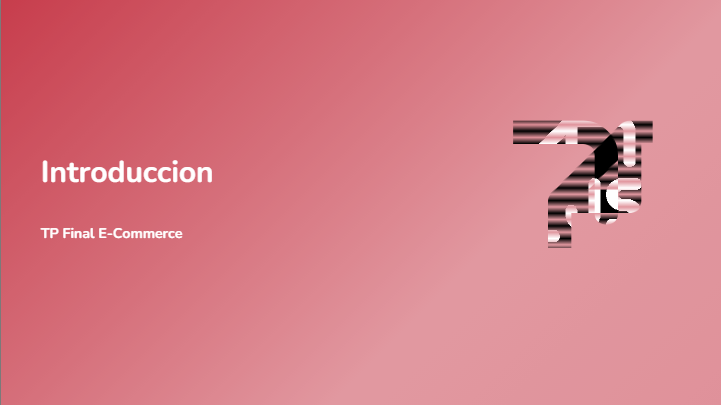 Introduccion
TP Final E-Commerce